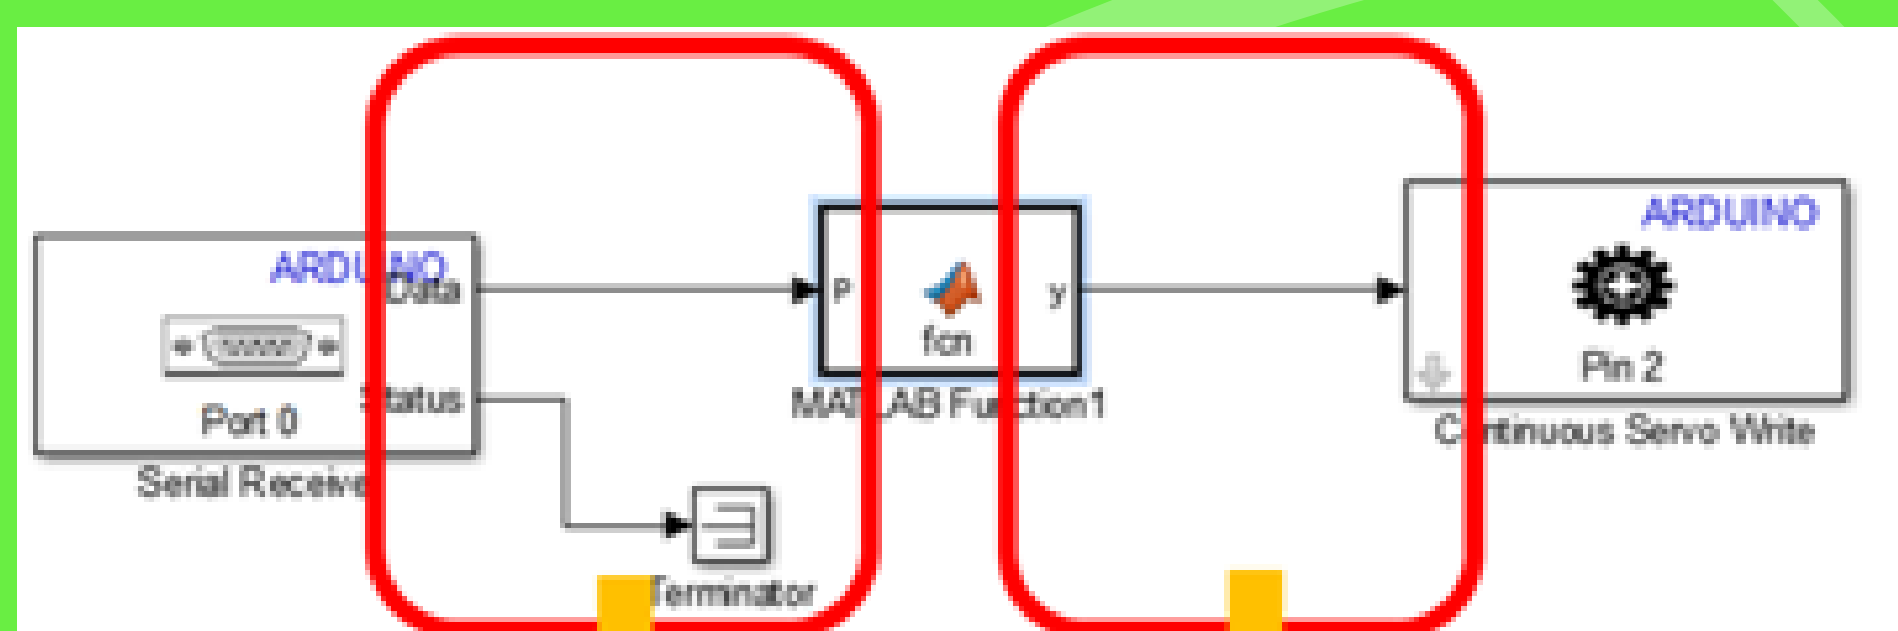 ARDUINO
Data
Status
Port 0
Serial Receive
P
y
fcn
MATLAB Function1
Terminator
ARDUINO
Pin 2
Continuous Servo Write